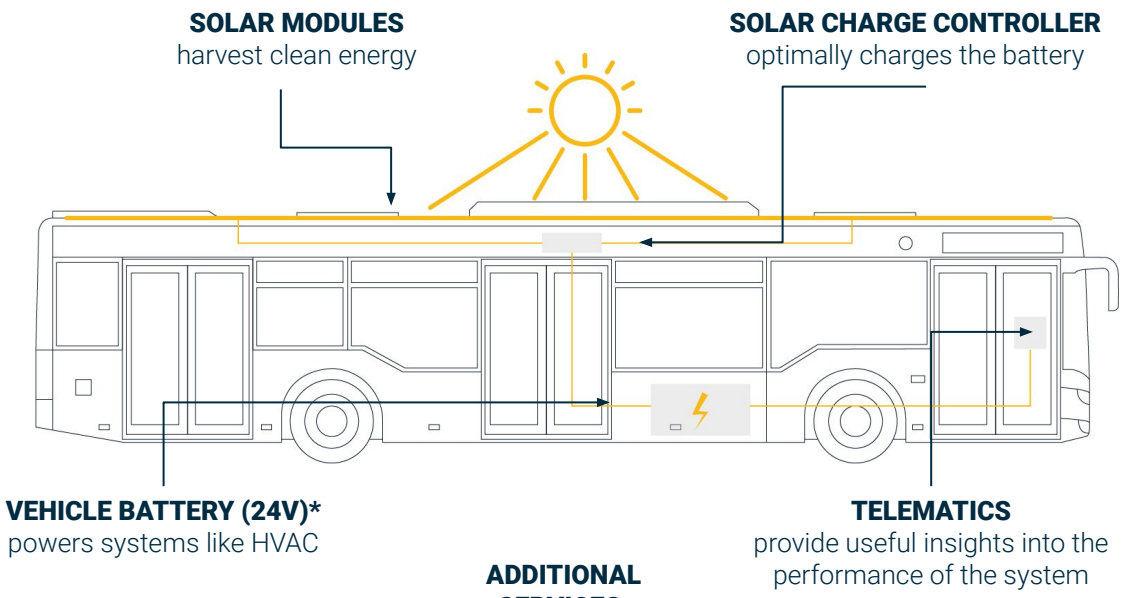 SOLAR MODULES
harvest clean energy
SOLAR CHARGE CONTROLLER
optimally charges the battery
VEHICLE BATTERY (24V)*
powers systems like HVAC
TELEMATICS
provide useful insights into the
performance of the system
ADDITIONAL